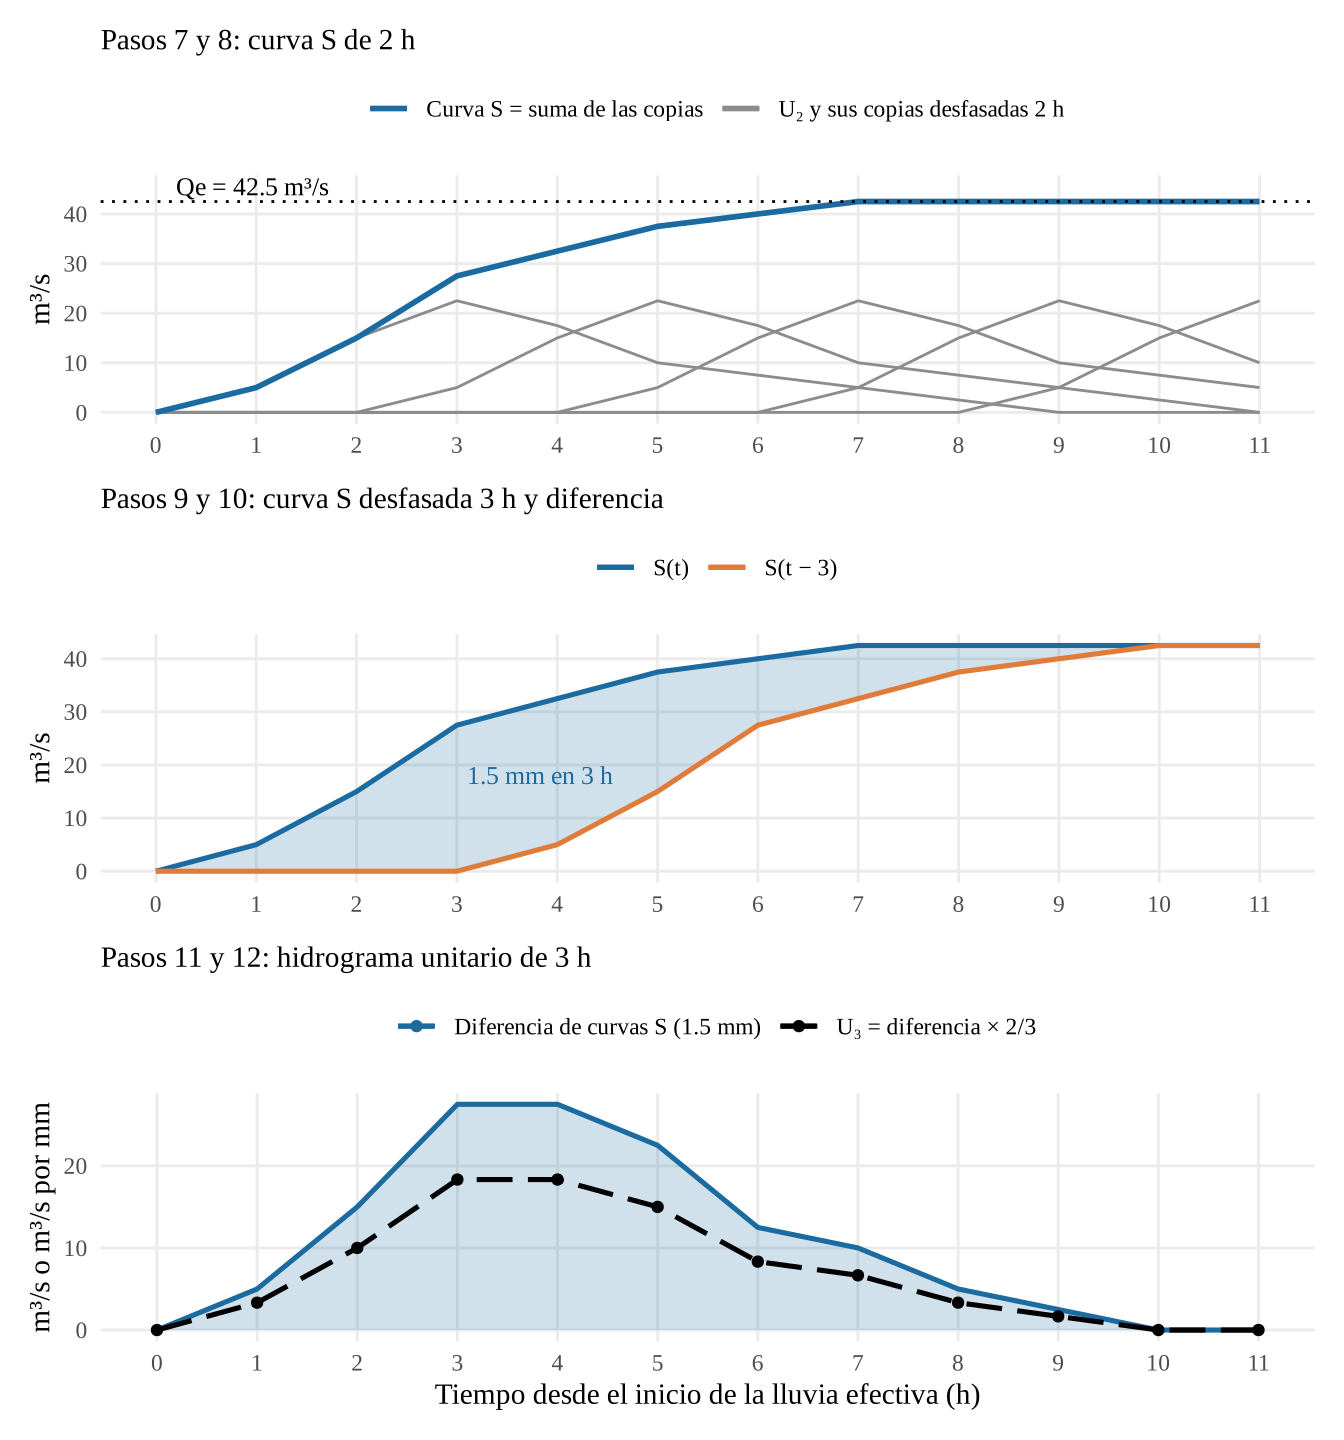 Pasos 7 y 8: curva S de 2 h
Curva S = suma de las copias
U₂ y sus copias desfasadas 2 h
Qe = 42.5 m³/s
m³/s
40
30
20
10
0
0 1 2 3 4 5 6 7 8 9 10 11
Pasos 9 y 10: curva S desfasada 3 h y diferencia
S(t)
S(t − 3)
m³/s
40
30
20
10
0
1.5 mm en 3 h
0 1 2 3 4 5 6 7 8 9 10 11
Pasos 11 y 12: hidrograma unitario de 3 h
Diferencia de curvas S (1.5 mm)
U₃ = diferencia × 2/3
m³/s o m³/s por mm
20
10
0
0 1 2 3 4 5 6 7 8 9 10 11
Tiempo desde el inicio de la lluvia efectiva (h)